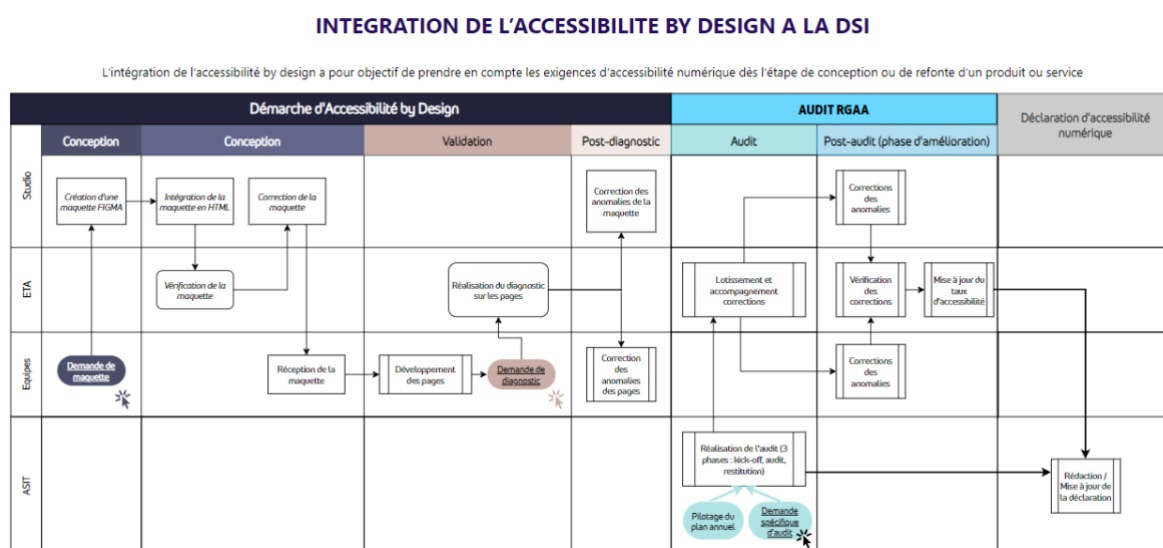 INTEGRATION DE L'ACCESSIBILITE BY DESIGN A LA DSI
L'intégration de l'accessibilité by design a pour objectif de prendre en compte les exigences d'accessibilité numérique dès l'étape de conception ou de refonte d'un produit ou service
Démarche d'Accessibilité by Design
AUDIT RGAA
Déclaration d'accessibilité
numérique
Conception
Conception
Validation
Post-diagnostic
Audit
Post-audit (phase d'amélioration)
Studio
Création d'une
maquette FIGMA
Intégration de la
maquette en HTML
Correction de la
maquette
Correction des
anomalies de la
maquette
Corrections
des
anomalies
ETA
Vérification de la
maquette
Réalisation du diagnostic
sur les pages
Lotissement et
accompagnement
corrections
Vérification
des
corrections
Mise à jour du
taux
d'accessibilité
Equipes
Demande de
maquette
Réception de la
maquette
Développement
des pages
Demande de
diagnostic
Correction
des
anomalies
des pages
Corrections
des
anomalies
ASIT
Réalisation de l'audit (3
phases : kick-off, audit,
restitution)
Pilotage du
plan annuel
Demande
spécifique
d'audit
Rédaction /
Mise à jour de
la déclaration